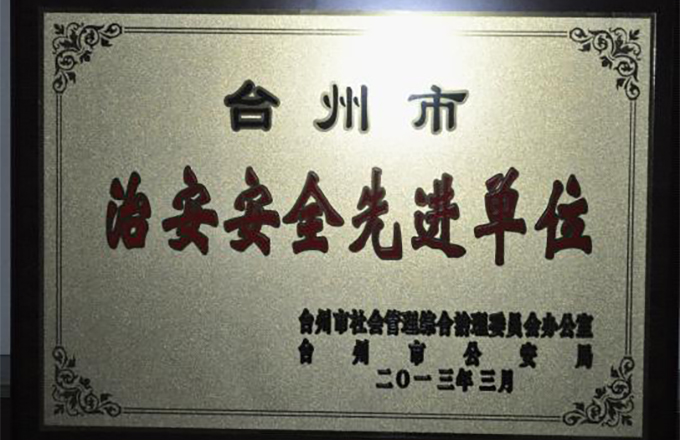 台州市
治安安全先进单位
台州市社会管理综合治理委员会办公室
台州市公安局
二〇一三年三月